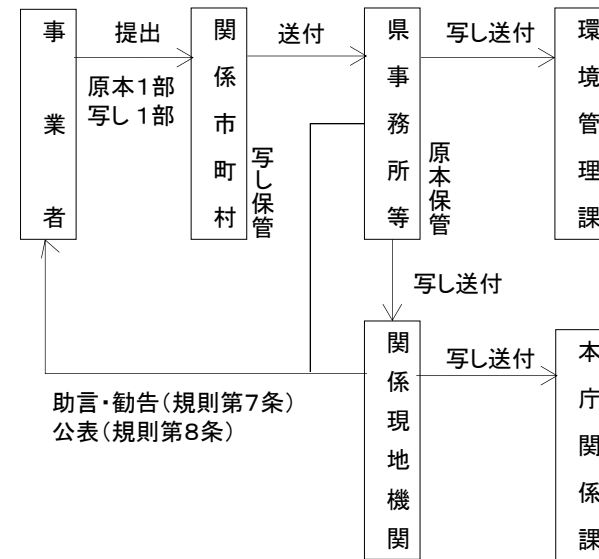 事業者
提出
原本1部
写し1部
関係市町村
写し保管
送付
県事務所等
原本保管
写し送付
環境管理課
写し送付
関係現地機関
写し送付
本庁関係課
助言・勧告(規則第7条)
公表(規則第8条)